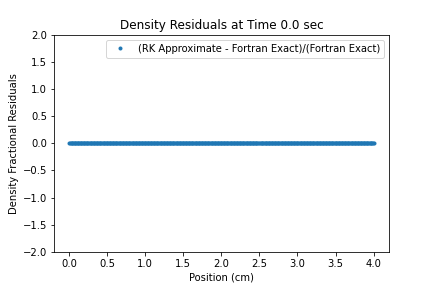 Density Residuals at Time 0.0 sec
(RK Approximate - Fortran Exact)/(Fortran Exact)
Density Fractional Residuals
2.0
1.5
1.0
0.5
0.0
−0.5
−1.0
−1.5
−2.0
0.0 0.5 1.0 1.5 2.0 2.5 3.0 3.5 4.0
Position (cm)